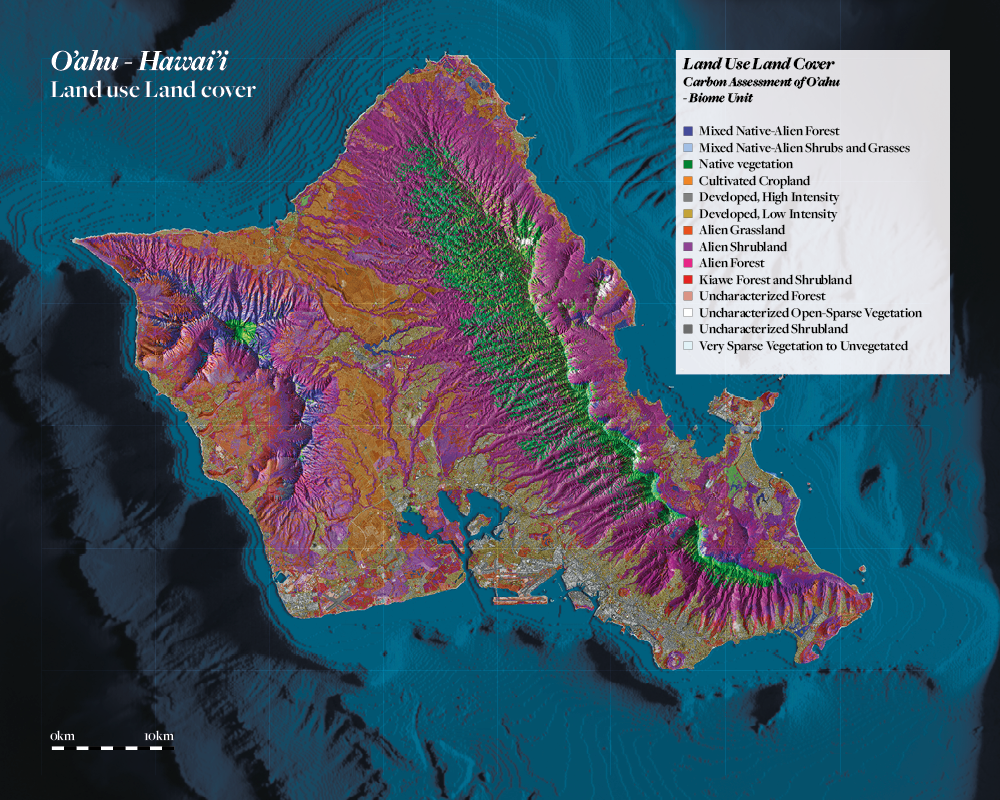 O'ahu - Hawai'i
Land use Land cover
Land Use Land Cover
Carbon Assessment of O'ahu
- Biome Unit
Mixed Native-Alien Forest
Mixed Native-Alien Shrubs and Grasses
Native vegetation
Cultivated Cropland
Developed, High Intensity
Developed, Low Intensity
Alien Grassland
Alien Shrubland
Alien Forest
Kiawe Forest and Shrubland
Uncharacterized Forest
Uncharacterized Open-Sparse Vegetation
Uncharacterized Shrubland
Very Sparse Vegetation to Unvegetated
0km 10km